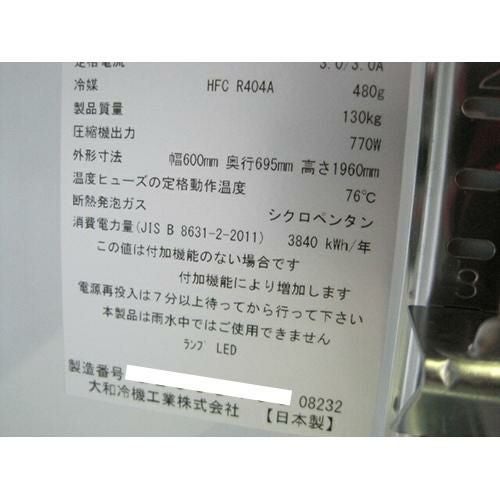 定格電流 3.0/3.0A
冷媒 HFC R404A 480g
製品質量 130kg
圧縮機出力 770W
外形寸法 幅600mm 奥行695mm 高さ1960mm
温度ヒューズの定格動作温度 76℃
断熱発泡ガス シクロペンタン
消費電力量(JIS B 8631-2-2011) 3840 kWh/年
この値は付加機能のない場合です
付加機能により増加します
電源再投入は7分以上待ってから行って下さい
本製品は雨水中ではご使用できません
ﾗﾝﾌﾟ LED
製造番号 08232
大和冷機工業株式会社 【日本製】